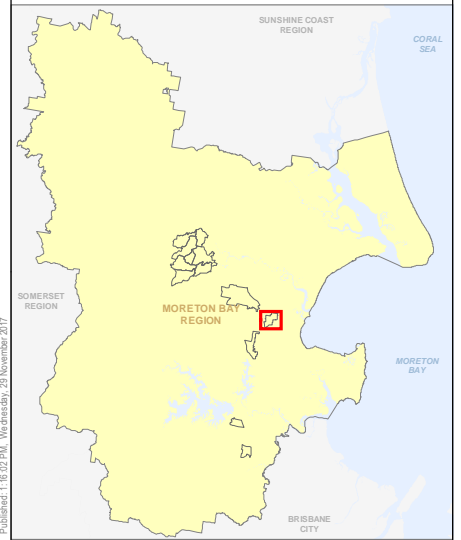 SUNSHINE COAST
REGION
CORAL
SEA
SOMERSET
REGION
MORETON BAY
REGION
MORETON
BAY
BRISBANE
CITY
Published: 1:16:02 PM, Wednesday, 29 November 2017